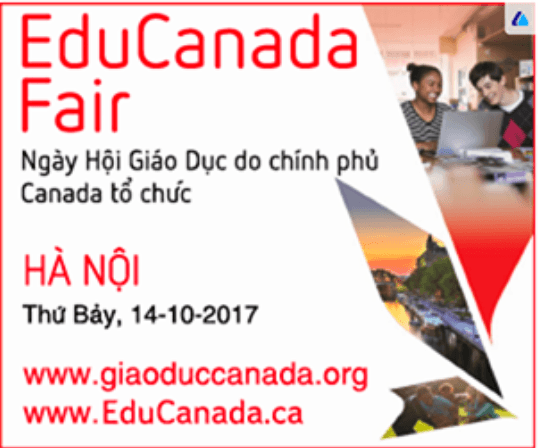 EduCanada
Fair
Ngày Hội Giáo Dục do chính phủ
Canada tổ chức
HÀ NỘI
Thứ Bảy, 14-10-2017
www.giaoduccanada.org
www.EduCanada.ca